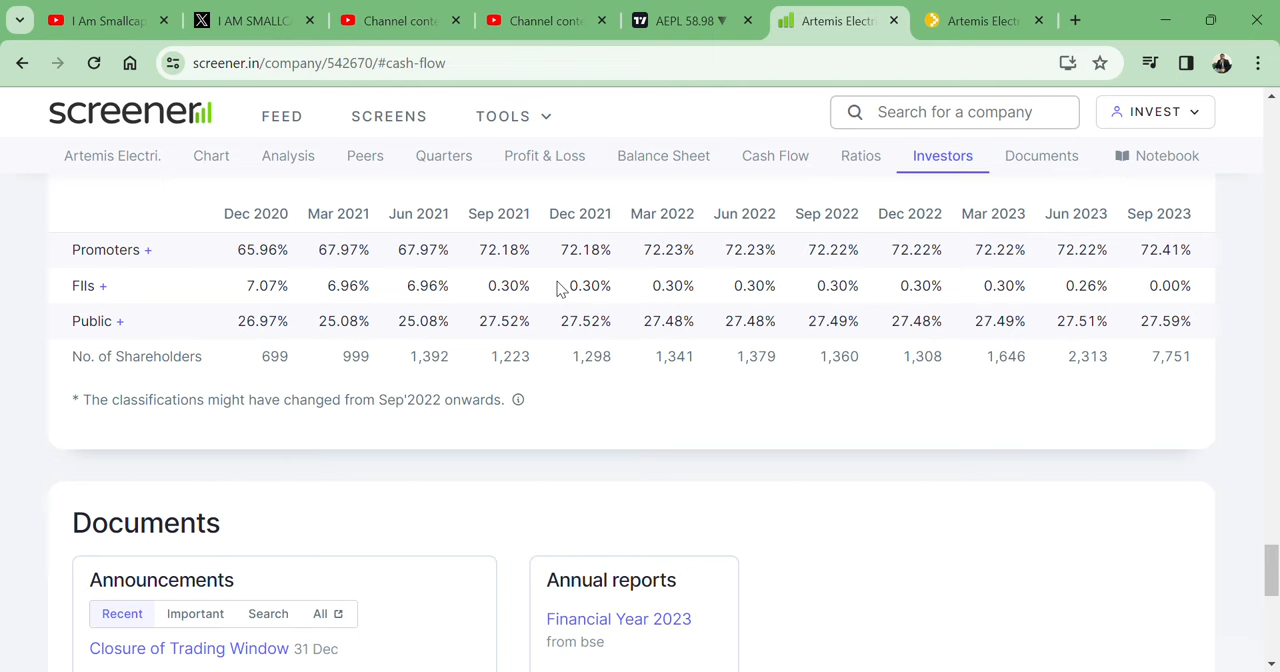 I Am Smallcap
I AM SMALLC
Channel conte
Channel conte
AEPL 58.98 ▼
Artemis Electr
Artemis Elect
screener.in/company/542670/#cash-flow
screener
FEED
SCREENS
TOOLS
Search for a company
INVEST
Artemis Electri. Chart Analysis Peers Quarters Profit & Loss Balance Sheet Cash Flow Ratios Investors Documents Notebook
Dec 2020 Mar 2021 Jun 2021 Sep 2021 Dec 2021 Mar 2022 Jun 2022 Sep 2022 Dec 2022 Mar 2023 Jun 2023 Sep 2023
Promoters + 65.96% 67.97% 67.97% 72.18% 72.18% 72.23% 72.23% 72.22% 72.22% 72.22% 72.22% 72.41%
FIIs + 7.07% 6.96% 6.96% 0.30% 0.30% 0.30% 0.30% 0.30% 0.30% 0.30% 0.26% 0.00%
Public + 26.97% 25.08% 25.08% 27.52% 27.52% 27.48% 27.48% 27.49% 27.48% 27.49% 27.51% 27.59%
No. of Shareholders 699 999 1,392 1,223 1,298 1,341 1,379 1,360 1,308 1,646 2,313 7,751
* The classifications might have changed from Sep'2022 onwards.
Documents
Announcements
Recent Important Search All
Closure of Trading Window 31 Dec
Annual reports
Financial Year 2023
from bse